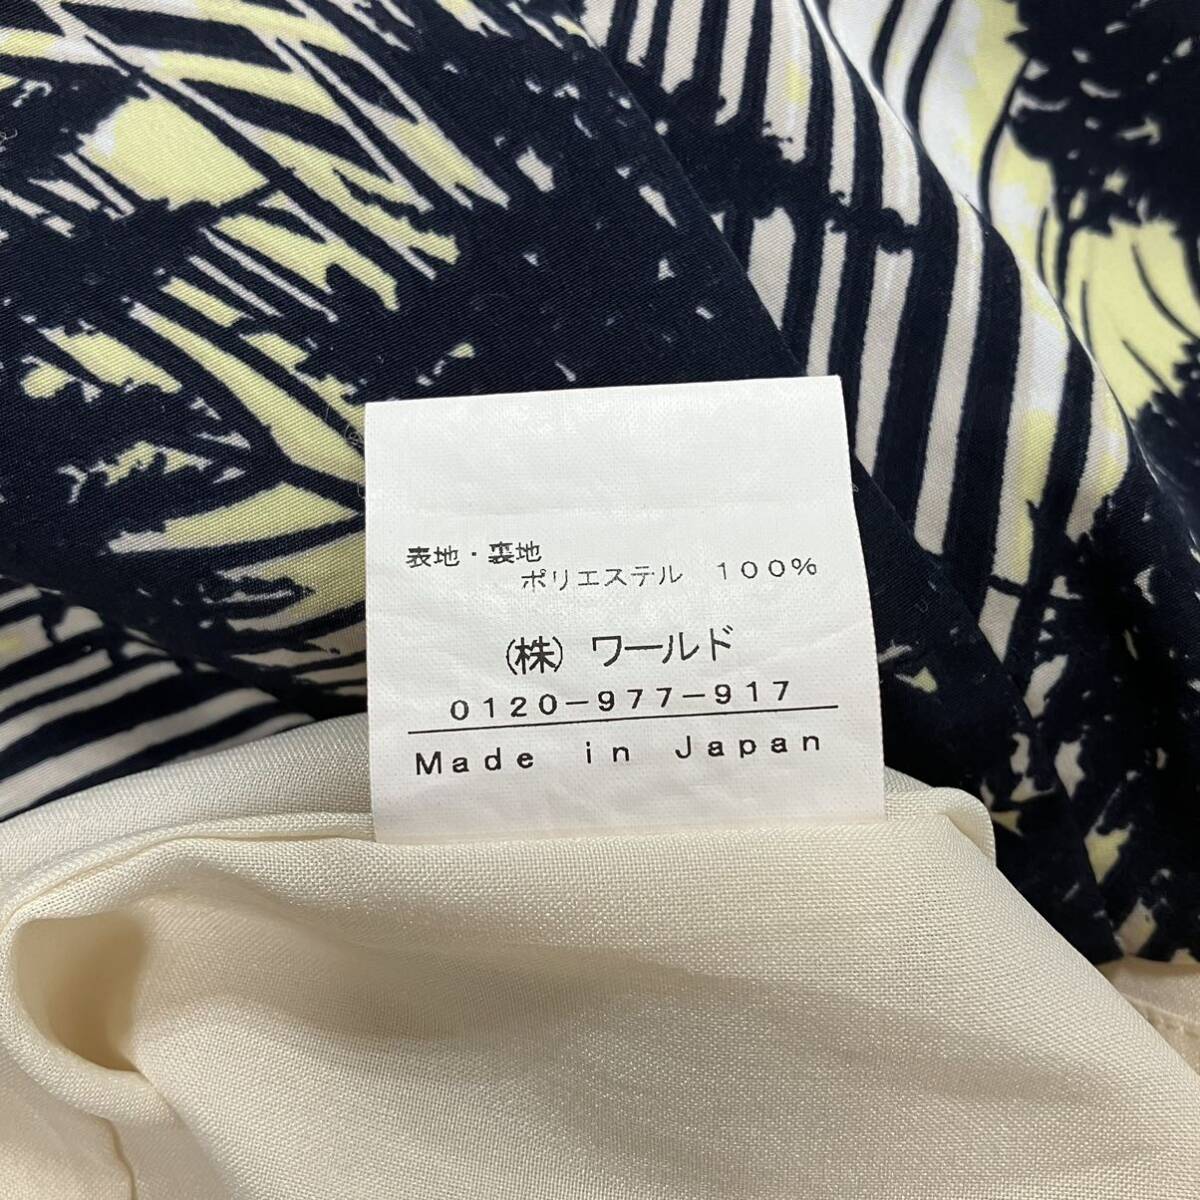 表地・裏地
ポリエステル 100%
(株) ワールド
0120-977-917
Made in Japan